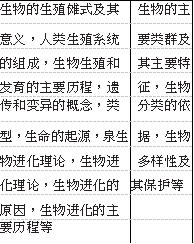 生物的生殖傩式及其
意义，人类生殖系统
的组成，生物生殖和
发育的主要历程，遗
传和变异的概念，类
型，生命的起源，泉生
物进化理论，生物进
化理论，生物进化的
原因，生物进化的主
要历程等
生物的主
要类群及
其主要特
征，生物
分类的依
据，生物
多样性及
其保护等